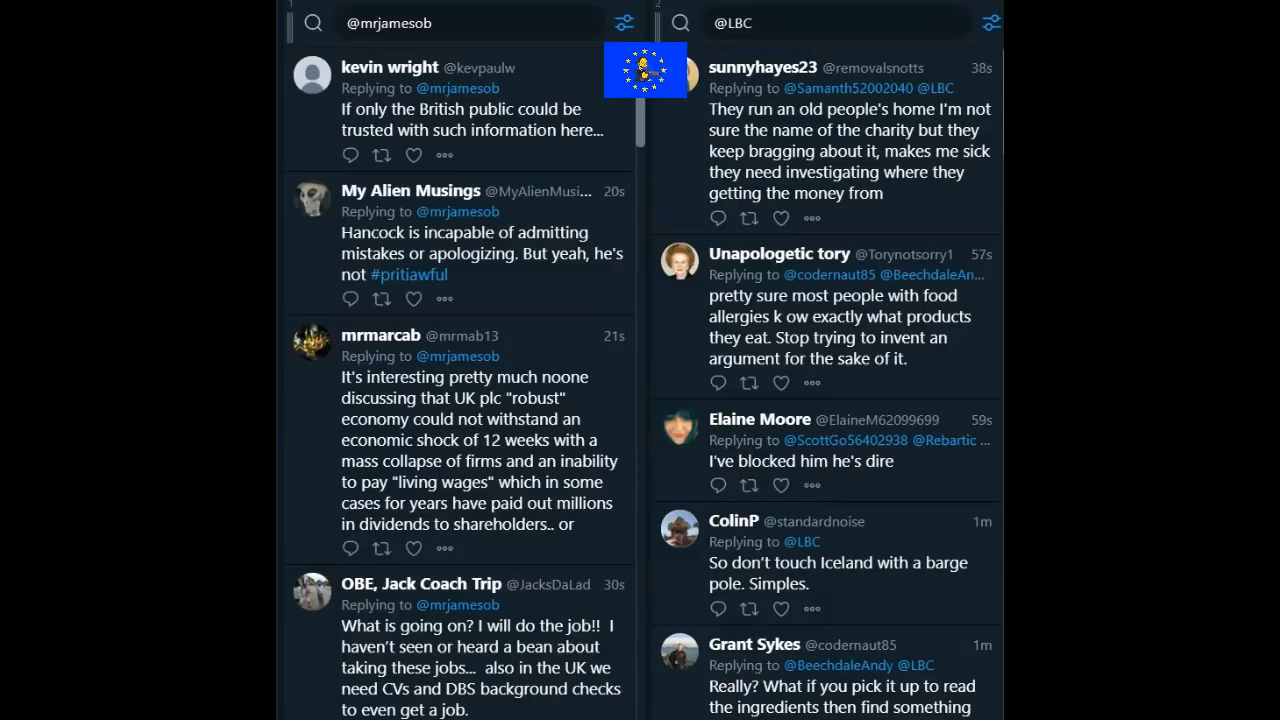 1
@mrjamesob
kevin wright @kevpaulw
Replying to @mrjamesob
If only the British public could be
trusted with such information here...
My Alien Musings @MyAlienMusi... 20s
Replying to @mrjamesob
Hancock is incapable of admitting
mistakes or apologizing. But yeah, he's
not #pritiawful
mrmarcab @mrmab13 21s
Replying to @mrjamesob
It's interesting pretty much noone
discussing that UK plc "robust"
economy could not withstand an
economic shock of 12 weeks with a
mass collapse of firms and an inability
to pay "living wages" which in some
cases for years have paid out millions
in dividends to shareholders.. or
OBE, Jack Coach Trip @JacksDaLad 30s
Replying to @mrjamesob
What is going on? I will do the job!! I
haven't seen or heard a bean about
taking these jobs... also in the UK we
need CVs and DBS background checks
to even get a job.
2
@LBC
sunnyhayes23 @removalsnotts 38s
Replying to @Samanth52002040 @LBC
They run an old people's home I'm not
sure the name of the charity but they
keep bragging about it, makes me sick
they need investigating where they
getting the money from
Unapologetic tory @Torynotsorry1 57s
Replying to @codernaut85 @BeechdaleAn...
pretty sure most people with food
allergies k ow exactly what products
they eat. Stop trying to invent an
argument for the sake of it.
Elaine Moore @ElaineM62099699 59s
Replying to @ScottGo56402938 @Rebartic ...
I've blocked him he's dire
ColinP @standardnoise 1m
Replying to @LBC
So don't touch Iceland with a barge
pole. Simples.
Grant Sykes @codernaut85 1m
Replying to @BeechdaleAndy @LBC
Really? What if you pick it up to read
the ingredients then find something